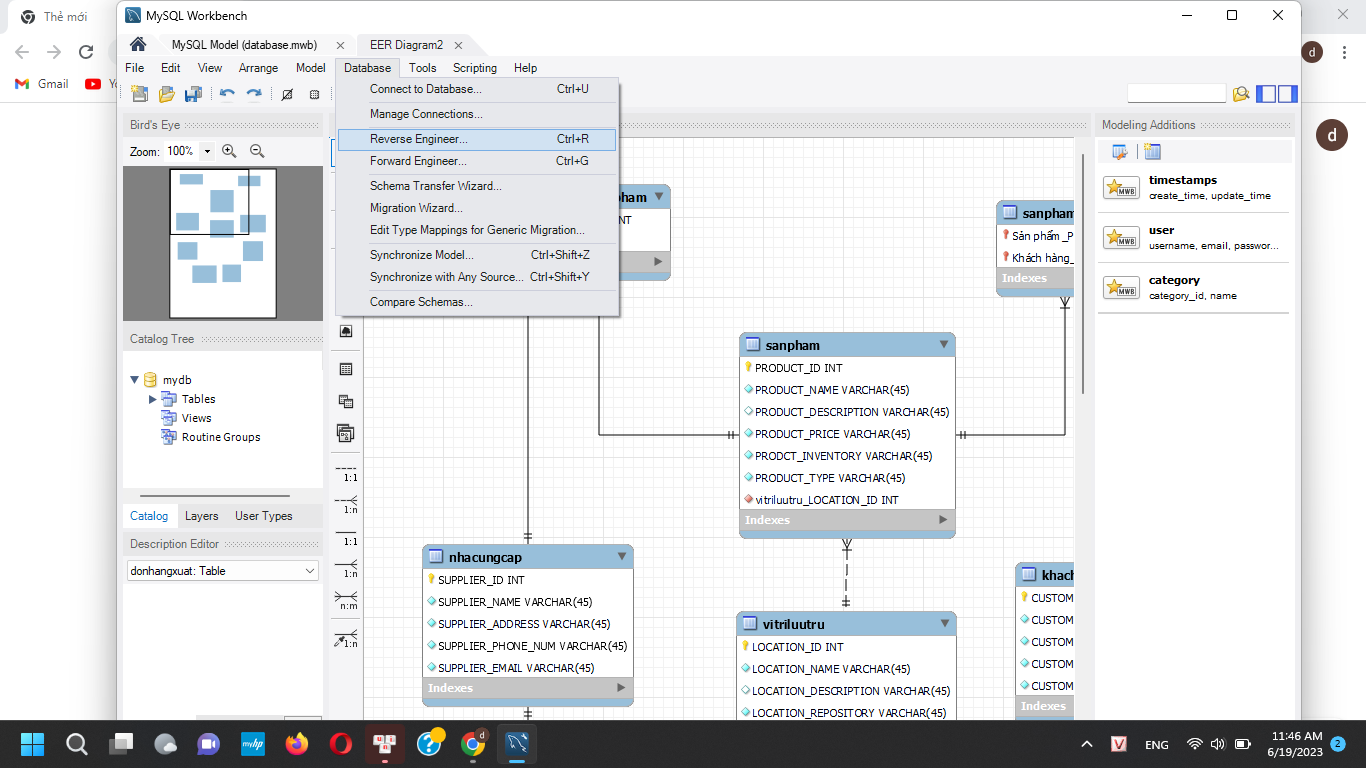 Thẻ mới
MySQL Workbench
MySQL Model (database.mwb)
EER Diagram2
File Edit View Arrange Model Database Tools Scripting Help
Gmail
Connect to Database... Ctrl+U
Manage Connections...
Reverse Engineer... Ctrl+R
Forward Engineer... Ctrl+G
Schema Transfer Wizard...
Migration Wizard...
Edit Type Mappings for Generic Migration...
Synchronize Model... Ctrl+Shift+Z
Synchronize with Any Source... Ctrl+Shift+Y
Compare Schemas...
Bird's Eye
Zoom: 100%
Catalog Tree
mydb
Tables
Views
Routine Groups
Catalog Layers User Types
Description Editor
donhangxuat: Table
1:1
1:n
1:1
1:n
n:m
1:n
ham
NT
sanpham
PRODUCT_ID INT
PRODUCT_NAME VARCHAR(45)
PRODUCT_DESCRIPTION VARCHAR(45)
PRODUCT_PRICE VARCHAR(45)
PRODCT_INVENTORY VARCHAR(45)
PRODUCT_TYPE VARCHAR(45)
vitriluutru_LOCATION_ID INT
Indexes
nhacungcap
SUPPLIER_ID INT
SUPPLIER_NAME VARCHAR(45)
SUPPLIER_ADDRESS VARCHAR(45)
SUPPLIER_PHONE_NUM VARCHAR(45)
SUPPLIER_EMAIL VARCHAR(45)
Indexes
vitriluutru
LOCATION_ID INT
LOCATION_NAME VARCHAR(45)
LOCATION_DESCRIPTION VARCHAR(45)
LOCATION_REPOSITORY VARCHAR(45)
sanpham
Sản phẩm _P
Khách hàng_
Indexes
khach
CUSTOM
CUSTOM
CUSTOM
CUSTOM
CUSTOM
Indexes
Modeling Additions
timestamps
create_time, update_time
user
username, email, passwor...
category
category_id, name
MWB
MWB
MWB
d
d
myhp
d
V
ENG
11:46 AM
6/19/2023
2